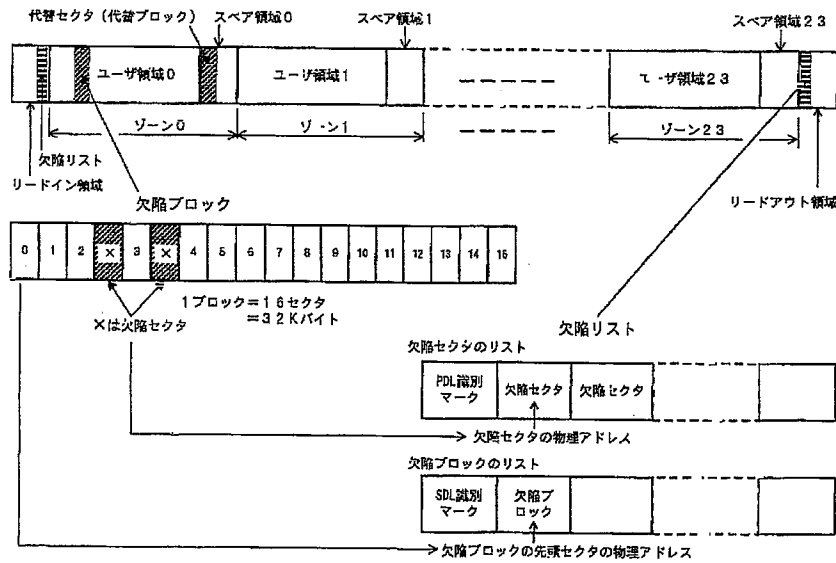 代替セクタ（代替ブロック）
スペア領域0
スペア領域1
スペア領域23
ユーザ領域0
ユーザ領域1
ユーザ領域23
ゾーン0
ゾーン1
ゾーン23
欠陥リスト
リードイン領域
リードアウト領域
欠陥ブロック
0 1 2 × 3 × 4 5 6 7 8 9 10 11 12 13 14 15
1ブロック＝16セクタ
＝32Kバイト
×は欠陥セクタ
欠陥リスト
欠陥セクタのリスト
PDL識別
マーク
欠陥セクタ
欠陥セクタ
欠陥セクタの物理アドレス
欠陥ブロックのリスト
SDL識別
マーク
欠陥ブ
ロック
欠陥ブロックの先頭セクタの物理アドレス